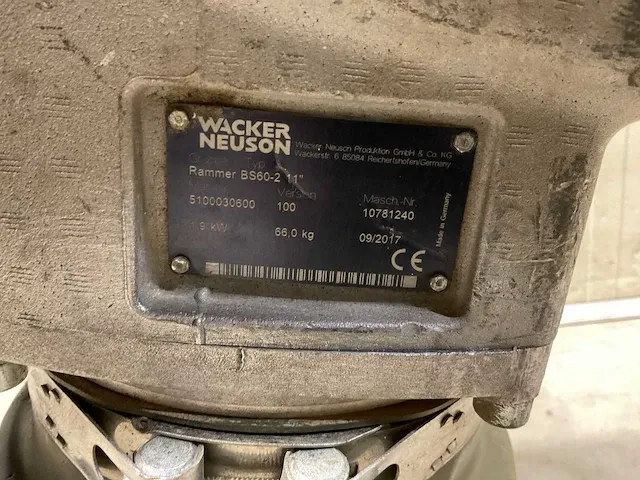 WACKER
NEUSON
Wacker Neuson Produktion GmbH & Co. KG
Wackerstr. 6 85084 Reichertshofen/Germany
Rammer BS60-2 11"
Version Masch.-Nr.
5100030600 100 10781240
kW 66,0 kg 09/2017
CE
Made in Germany